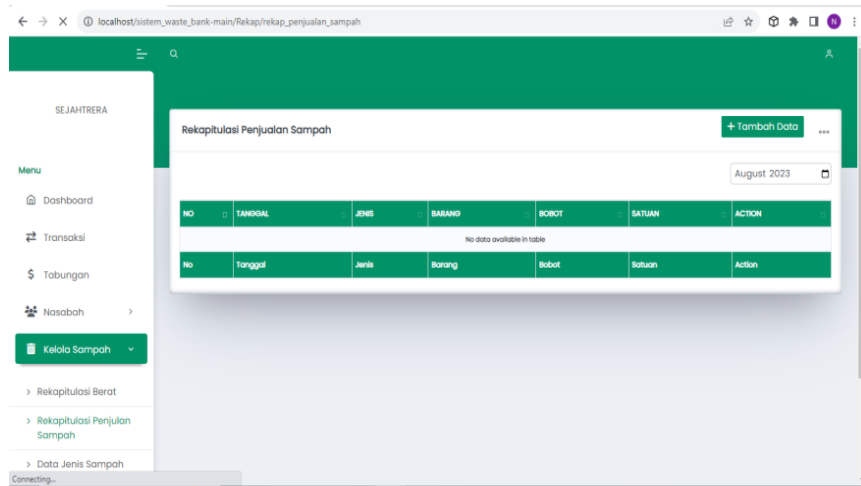 localhost/sistem_waste_bank-main/Rekap/rekap_penjualan_sampah
N
SEJAHTRERA
Menu
Dashboard
Transaksi
Tabungan
Nasabah
Kelola Sampah
Rekapitulasi Berat
Rekapitulasi Penjulan
Sampah
Data Jenis Sampah
Connecting...
Rekapitulasi Penjualan Sampah
+ Tambah Data
August 2023
NO TANGGAL JENIS BARANG BOBOT SATUAN ACTION
No data available in table
No Tanggal Jenis Barang Bobot Satuan Action